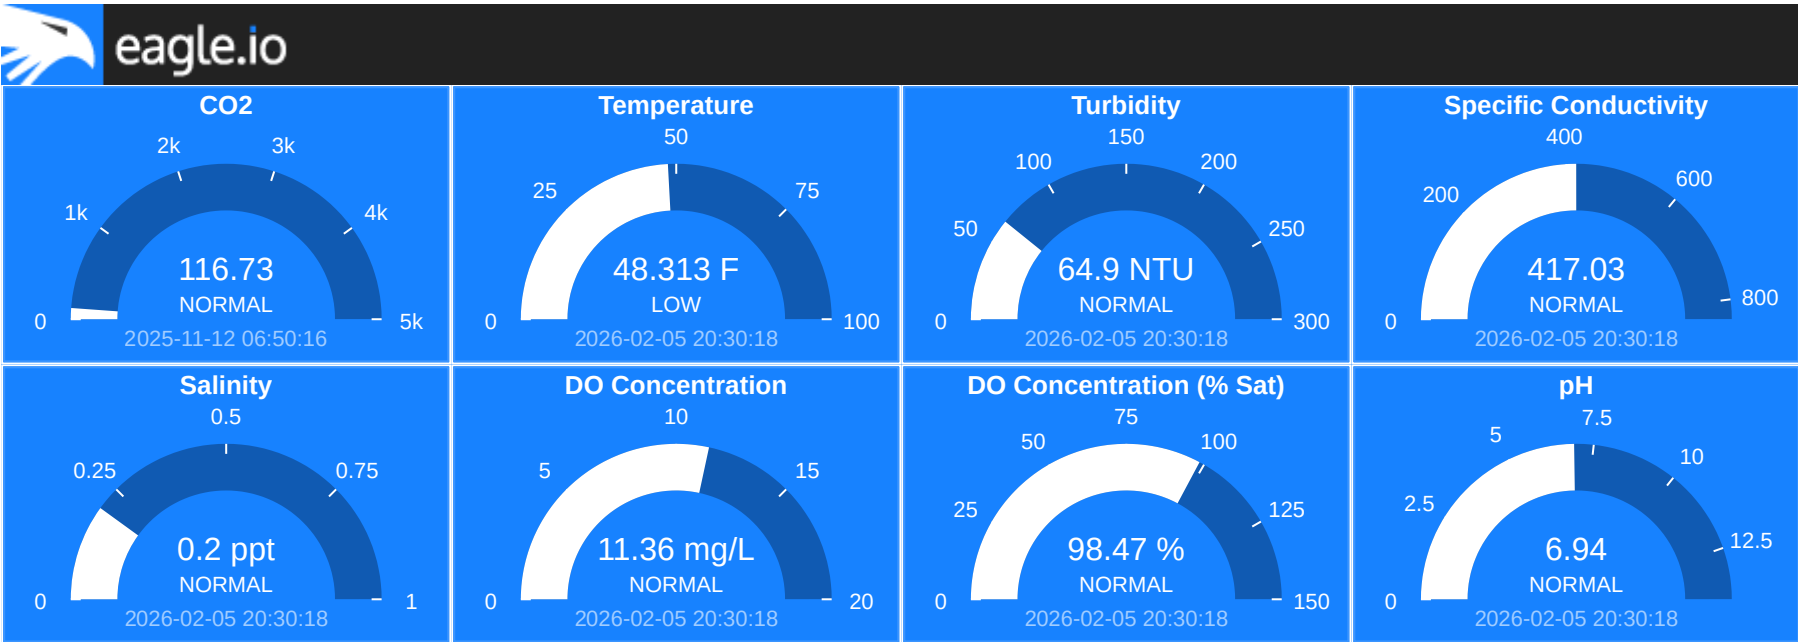 eagle.io
CO2
0
1k
2k
3k
4k
5k
116.73
NORMAL
2025-11-12 06:50:16
Temperature
0
25
50
75
100
48.313 F
LOW
2026-02-05 20:30:18
Turbidity
0
50
100
150
200
250
300
64.9 NTU
NORMAL
2026-02-05 20:30:18
Specific Conductivity
0
200
400
600
800
417.03
NORMAL
2026-02-05 20:30:18
Salinity
0
0.25
0.5
0.75
1
0.2 ppt
NORMAL
2026-02-05 20:30:18
DO Concentration
0
5
10
15
20
11.36 mg/L
NORMAL
2026-02-05 20:30:18
DO Concentration (% Sat)
0
25
50
75
100
125
150
98.47 %
NORMAL
2026-02-05 20:30:18
pH
0
2.5
5
7.5
10
12.5
6.94
NORMAL
2026-02-05 20:30:18